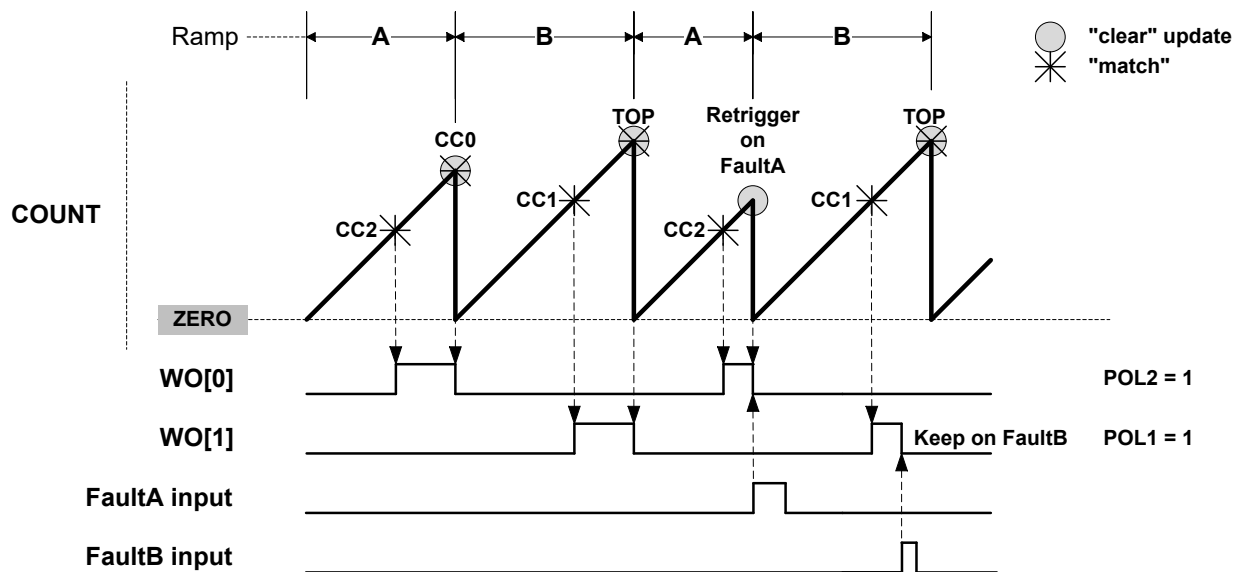 Ramp
A
B
A
B
"clear" update
"match"
TOP
Retrigger
on
FaultA
TOP
CC0
CC1
CC1
CC2
CC2
COUNT
ZERO
WO[0]
POL2 = 1
WO[1]
Keep on FaultB
POL1 = 1
FaultA input
FaultB input